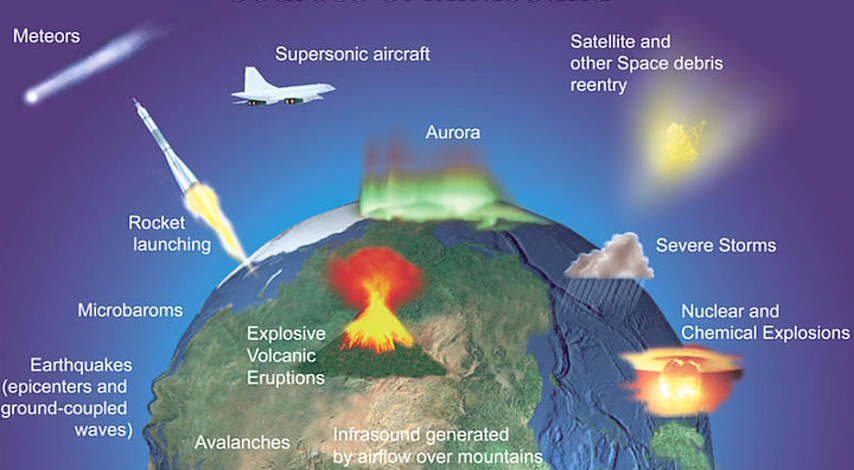 Meteors
Supersonic aircraft
Satellite and
other Space debris
reentry
Aurora
Rocket
launching
Severe Storms
Microbaroms
Nuclear and
Chemical Explosions
Explosive
Volcanic
Eruptions
Earthquakes
(epicenters and
ground-coupled
waves)
Avalanches
Infrasound generated
by airflow over mountains